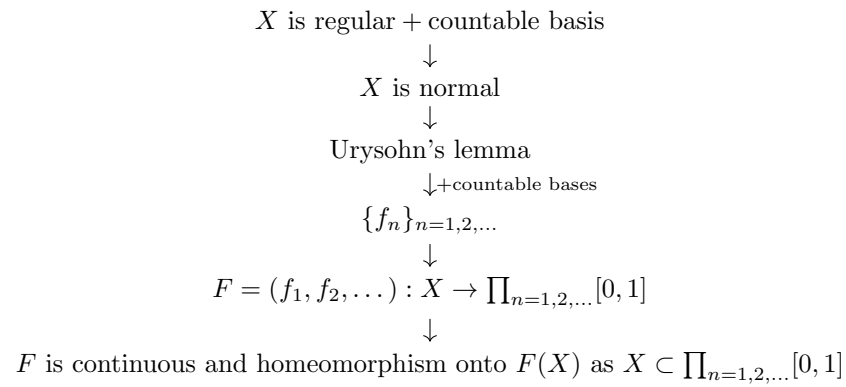 X is regular + countable basis
↓
X is normal
↓
Urysohn's lemma
↓+countable bases
{f_n}_{n=1,2,...}
↓
F = (f_1, f_2, ...) : X → ∏_{n=1,2,...}[0, 1]
↓
F is continuous and homeomorphism onto F(X) as X ⊂ ∏_{n=1,2,...}[0, 1]